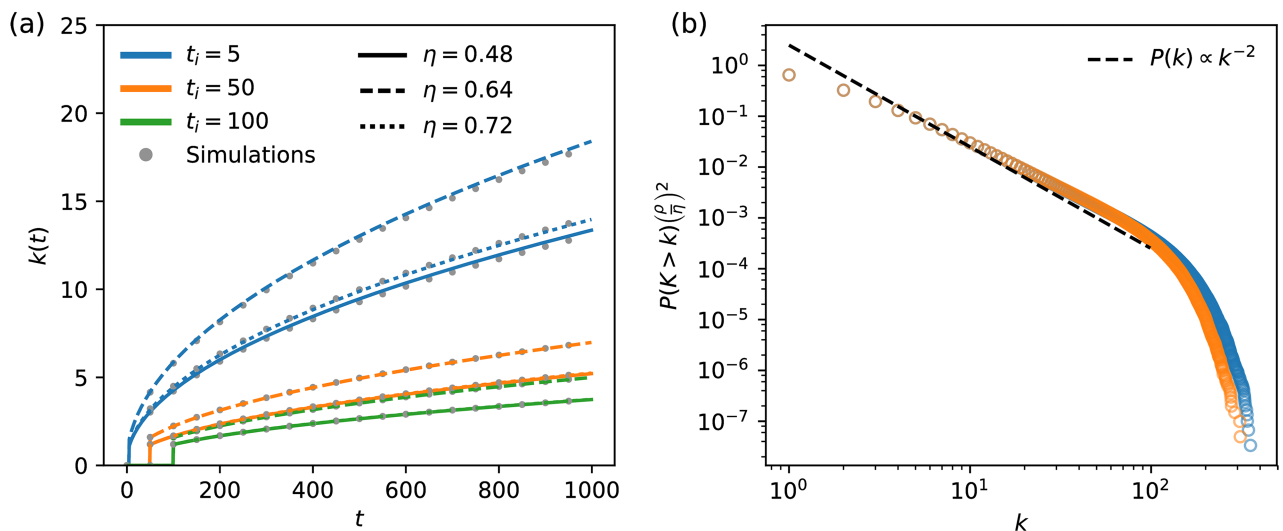 (a)
25
20
15
10
5
0
k(t)
t_i = 5
t_i = 50
t_i = 100
Simulations
η = 0.48
η = 0.64
η = 0.72
0 200 400 600 800 1000
t
(b)
10^0
10^-1
10^-2
10^-3
10^-4
10^-5
10^-6
10^-7
P(K > k)(ρ/η)^2
P(k) ∝ k^-2
10^0 10^1 10^2
k